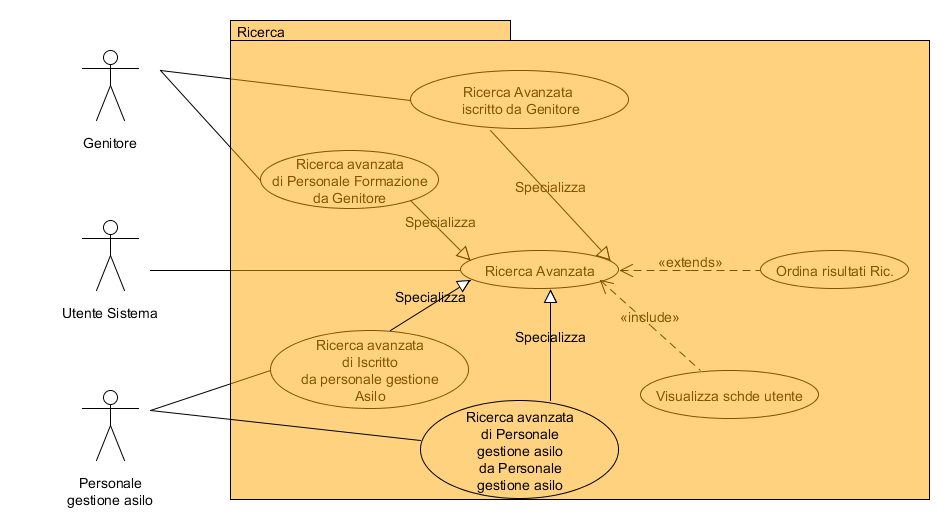 Ricerca
Genitore
Ricerca Avanzata
iscritto da Genitore
Ricerca avanzata
di Personale Formazione
da Genitore
Specializza
Specializza
Utente Sistema
Ricerca Avanzata
«extends»
Ordina risultati Ric.
Specializza
«include»
Specializza
Ricerca avanzata
di Iscritto
da personale gestione
Asilo
Visualizza schde utente
Ricerca avanzata
di Personale
gestione asilo
da Personale
gestione asilo
Personale
gestione asilo